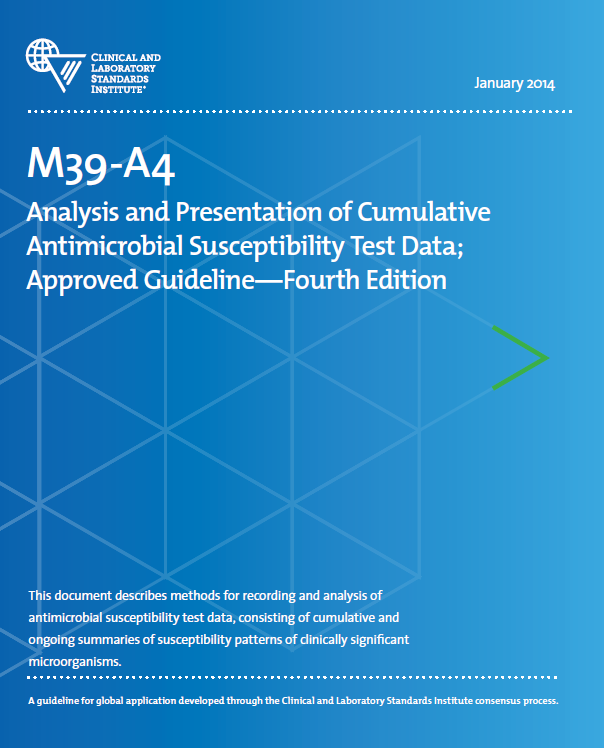 CLINICAL AND
LABORATORY
STANDARDS
INSTITUTE®
January 2014
M39-A4
Analysis and Presentation of Cumulative
Antimicrobial Susceptibility Test Data;
Approved Guideline—Fourth Edition
This document describes methods for recording and analysis of
antimicrobial susceptibility test data, consisting of cumulative and
ongoing summaries of susceptibility patterns of clinically significant
microorganisms.
A guideline for global application developed through the Clinical and Laboratory Standards Institute consensus process.